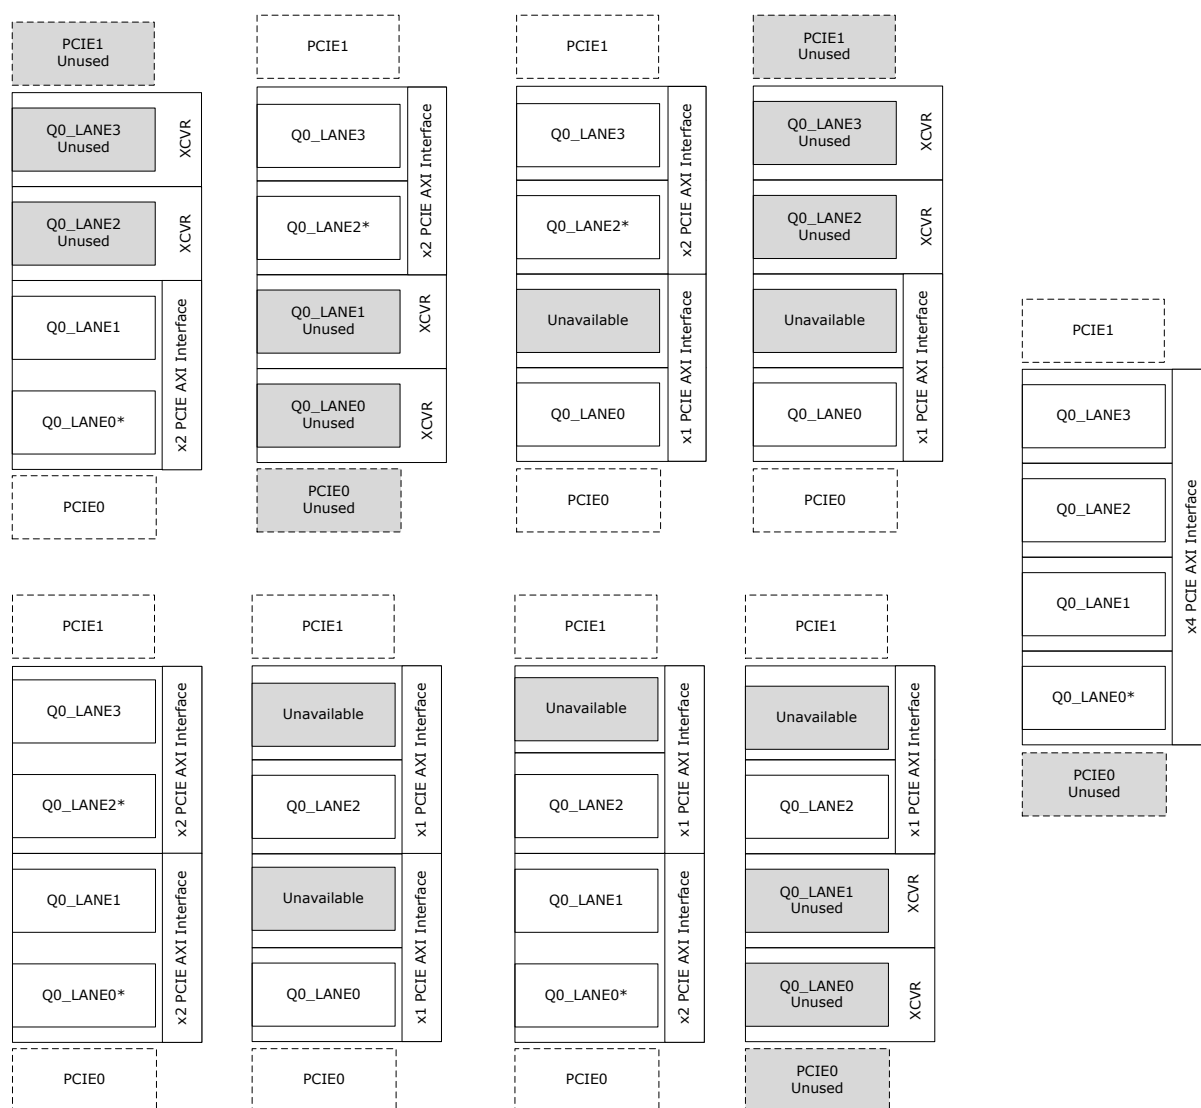 PCIE1
Unused
Q0_LANE3
Unused
XCVR
Q0_LANE2
Unused
XCVR
Q0_LANE1
Q0_LANE0*
x2 PCIE AXI Interface
PCIE0
PCIE1
Q0_LANE3
Q0_LANE2*
x2 PCIE AXI Interface
Q0_LANE1
Unused
XCVR
Q0_LANE0
Unused
XCVR
PCIE0
Unused
PCIE1
Q0_LANE3
Q0_LANE2*
x2 PCIE AXI Interface
Unavailable
Q0_LANE0
x1 PCIE AXI Interface
PCIE0
PCIE1
Unused
Q0_LANE3
Unused
XCVR
Q0_LANE2
Unused
XCVR
Unavailable
Q0_LANE0
x1 PCIE AXI Interface
PCIE0
PCIE1
Q0_LANE3
Q0_LANE2
Q0_LANE1
Q0_LANE0*
x4 PCIE AXI Interface
PCIE0
Unused
PCIE1
Q0_LANE3
Q0_LANE2*
x2 PCIE AXI Interface
Q0_LANE1
Q0_LANE0*
x2 PCIE AXI Interface
PCIE0
PCIE1
Unavailable
Q0_LANE2
x1 PCIE AXI Interface
Unavailable
Q0_LANE0
x1 PCIE AXI Interface
PCIE0
PCIE1
Unavailable
Q0_LANE2
x1 PCIE AXI Interface
Q0_LANE1
Q0_LANE0*
x2 PCIE AXI Interface
PCIE0
PCIE1
Unavailable
Q0_LANE2
x1 PCIE AXI Interface
Q0_LANE1
Unused
XCVR
Q0_LANE0
Unused
XCVR
PCIE0
Unused